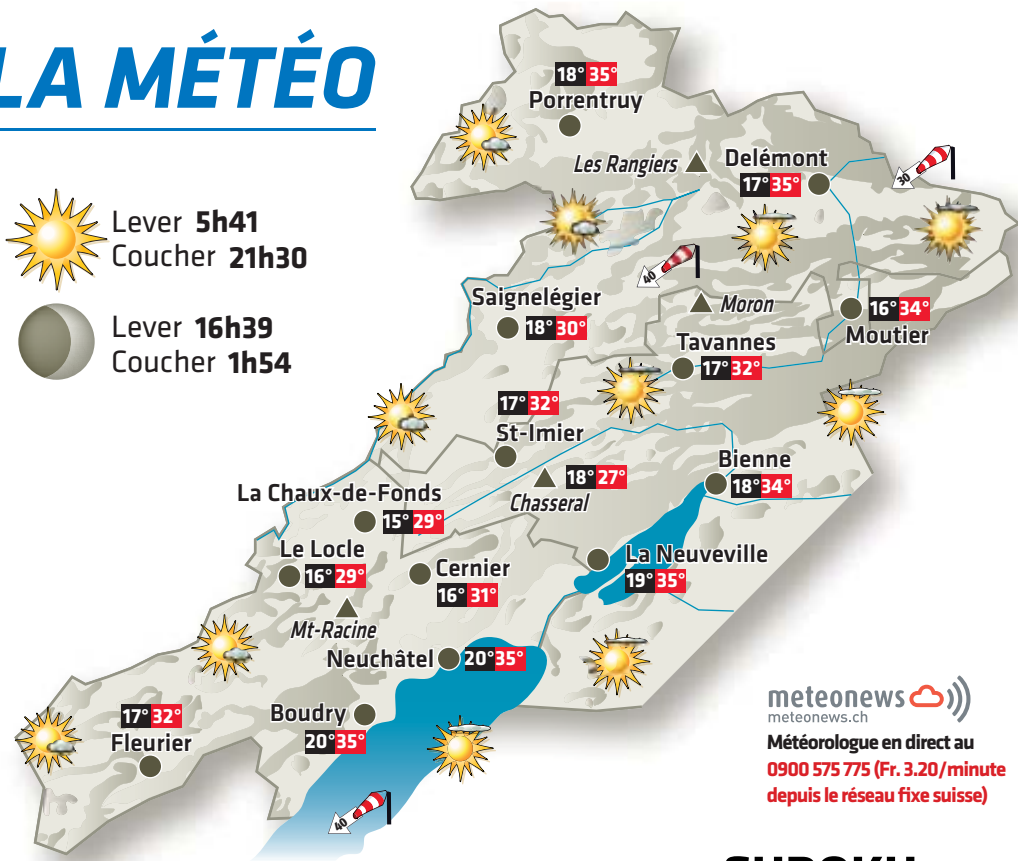 LA MÉTÉO
Lever 5h41
Coucher 21h30
Lever 16h39
Coucher 1h54
18° 35°
Porrentruy
Les Rangiers
Delémont
17° 35°
30
40
Saignelégier
18° 30°
Moron
16° 34°
Moutier
Tavannes
17° 32°
17° 32°
St-Imier
18° 27°
Chasseral
Bienne
18° 34°
La Chaux-de-Fonds
15° 29°
Le Locle
16° 29°
Cernier
16° 31°
La Neuveville
19° 35°
Mt-Racine
Neuchâtel
20° 35°
Boudry
20° 35°
17° 32°
Fleurier
40
meteonews
meteonews.ch
Météorologue en direct au
0900 575 775 (Fr. 3.20/minute
depuis le réseau fixe suisse)